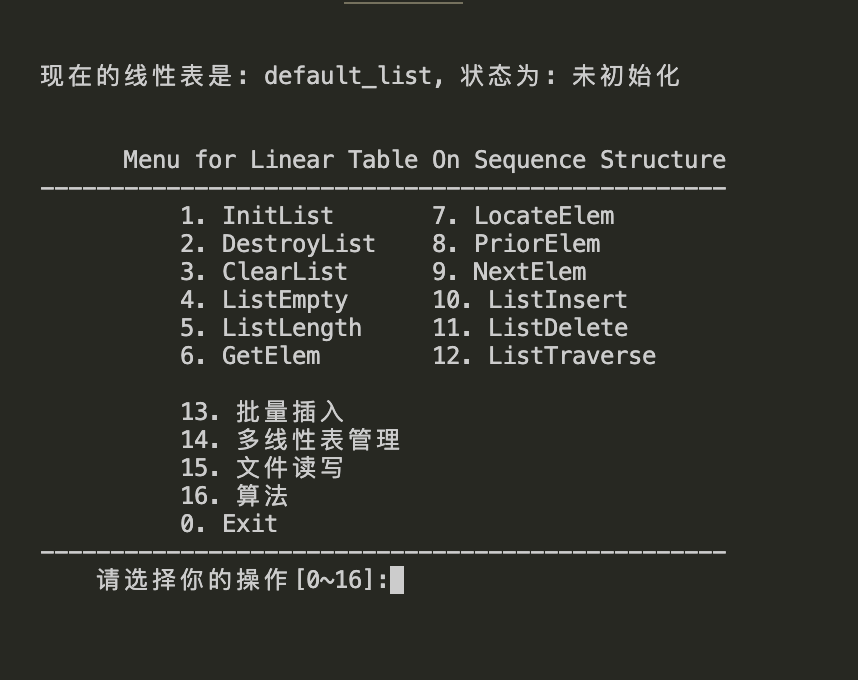 现在的线性表是: default_list, 状态为: 未初始化
Menu for Linear Table On Sequence Structure
1. InitList 7. LocateElem
2. DestroyList 8. PriorElem
3. ClearList 9. NextElem
4. ListEmpty 10. ListInsert
5. ListLength 11. ListDelete
6. GetElem 12. ListTraverse
13. 批量插入
14. 多线性表管理
15. 文件读写
16. 算法
0. Exit
请选择你的操作[0~16]: